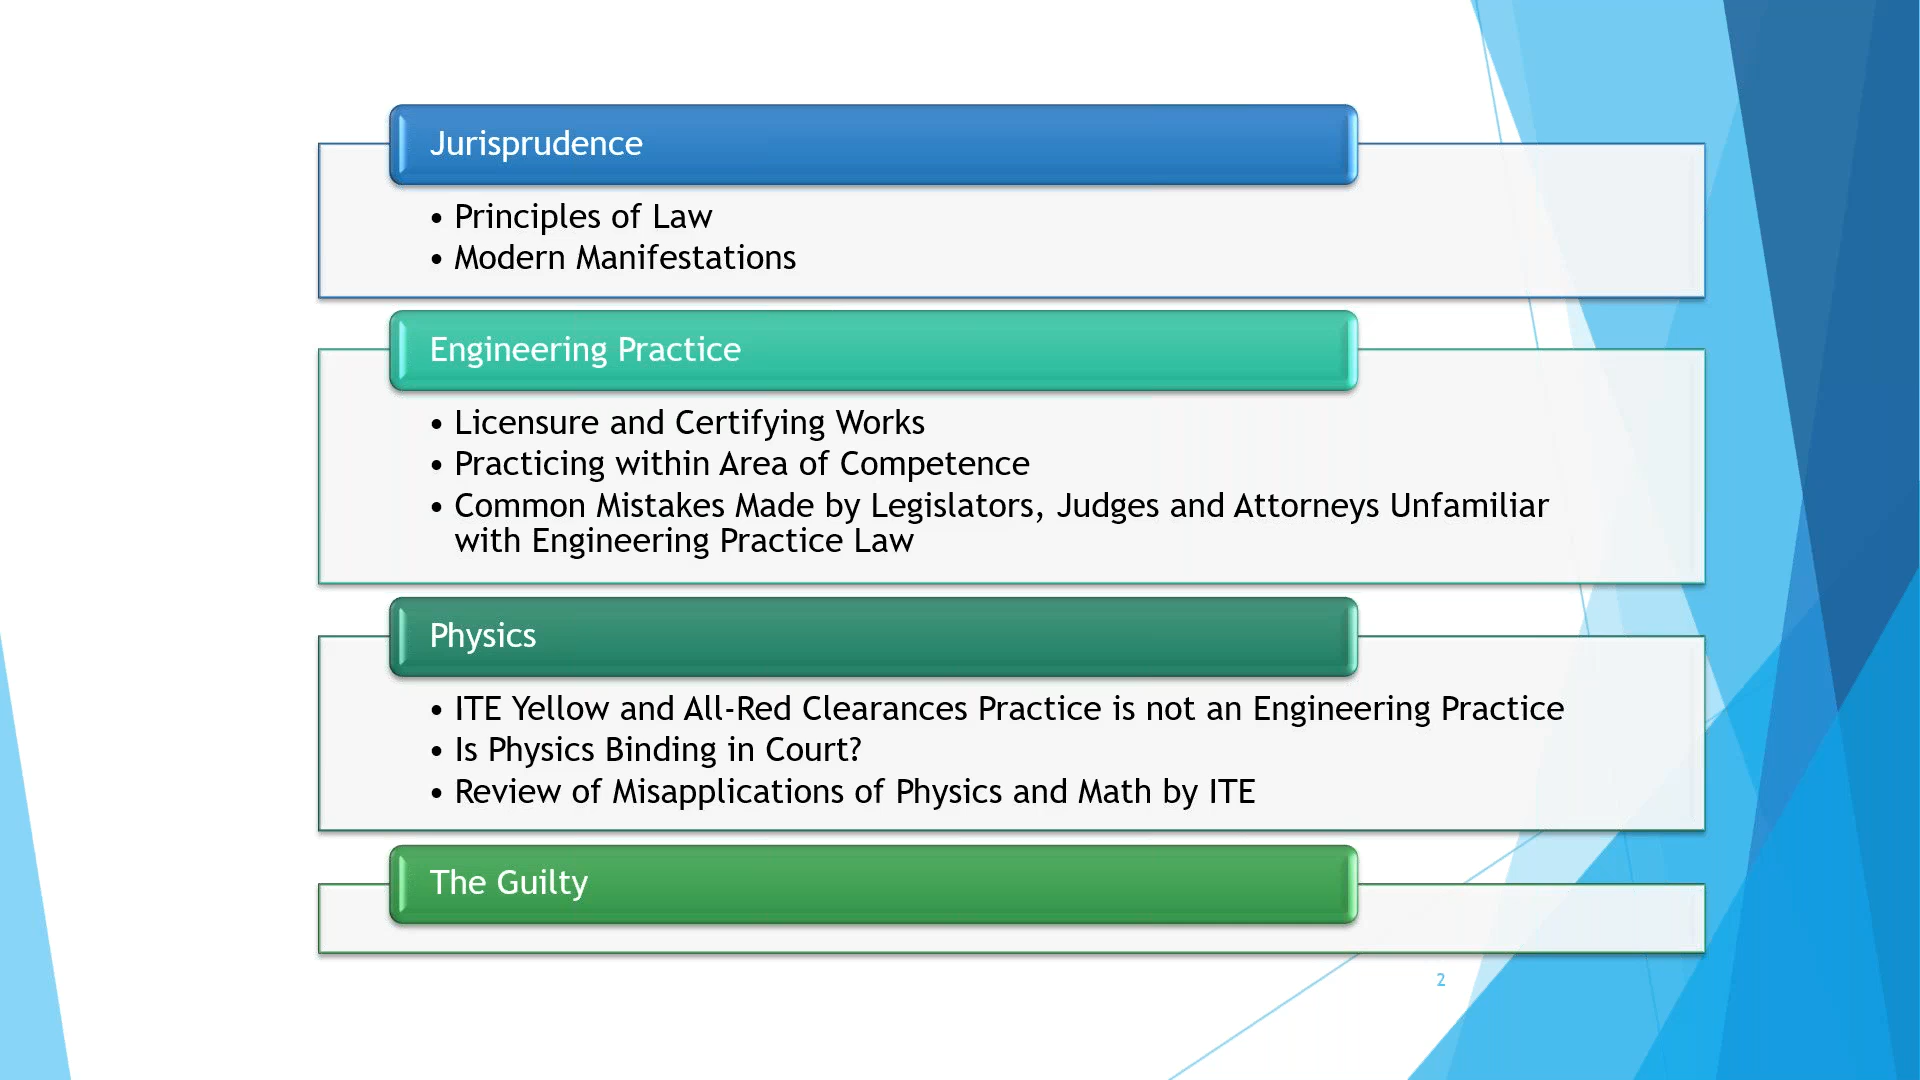 Jurisprudence
• Principles of Law
• Modern Manifestations
Engineering Practice
• Licensure and Certifying Works
• Practicing within Area of Competence
• Common Mistakes Made by Legislators, Judges and Attorneys Unfamiliar
with Engineering Practice Law
Physics
• ITE Yellow and All-Red Clearances Practice is not an Engineering Practice
• Is Physics Binding in Court?
• Review of Misapplications of Physics and Math by ITE
The Guilty
2